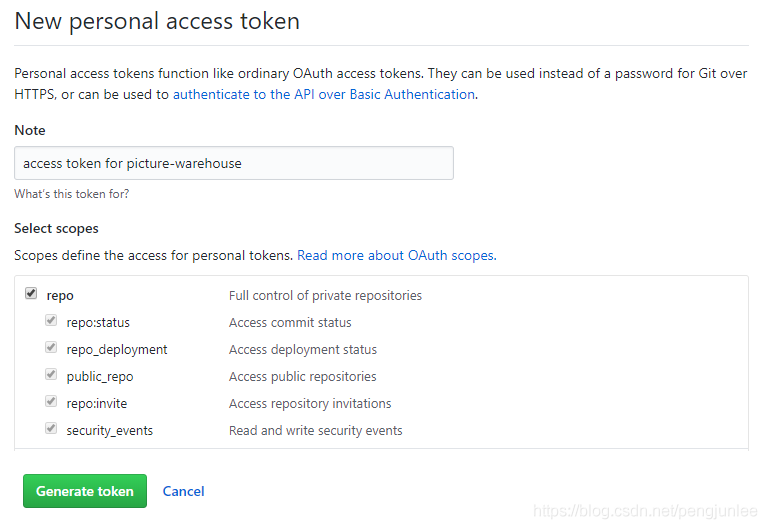 New personal access token
Personal access tokens function like ordinary OAuth access tokens. They can be used instead of a password for Git over
HTTPS, or can be used to authenticate to the API over Basic Authentication.
Note
access token for picture-warehouse
What's this token for?
Select scopes
Scopes define the access for personal tokens. Read more about OAuth scopes.
repo Full control of private repositories
repo:status Access commit status
repo_deployment Access deployment status
public_repo Access public repositories
repo:invite Access repository invitations
security_events Read and write security events
Generate token Cancel
https://blog.csdn.net/pengjunlee